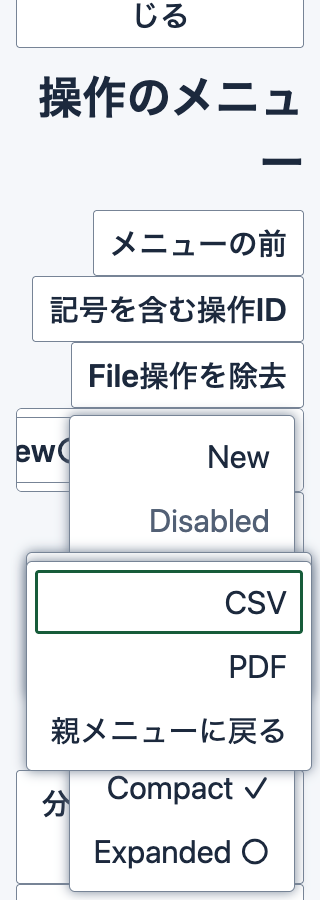 じる
操作のメニュ
ー
メニューの前
記号を含む操作ID
File操作を除去
ew
New
Disabled
CSV
PDF
親メニューに戻る
Compact ✓
分
Expanded ○